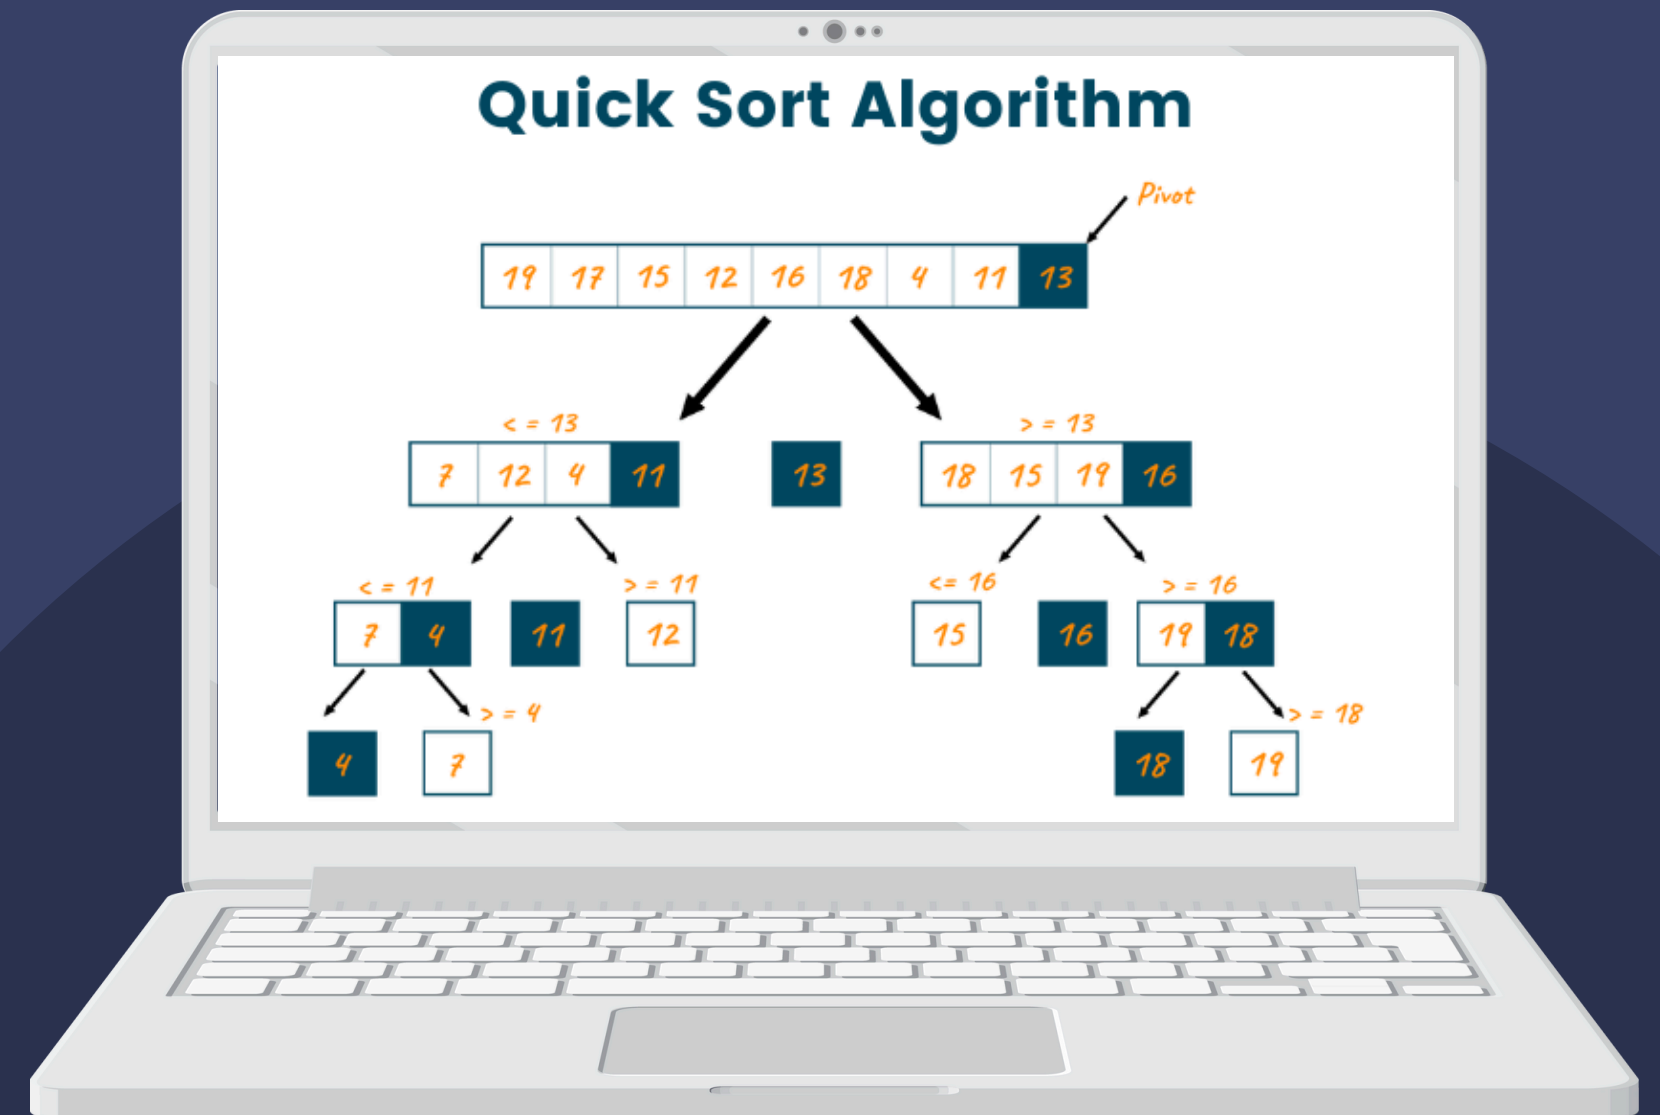 Quick Sort Algorithm
Pivot
19 17 15 12 16 18 4 11 13
< = 13
> = 13
7 12 4 11
13
18 15 19 16
< = 11
> = 11
<= 16
> = 16
7 4
11
12
15
16
19 18
> = 4
> = 18
4
7
18
19